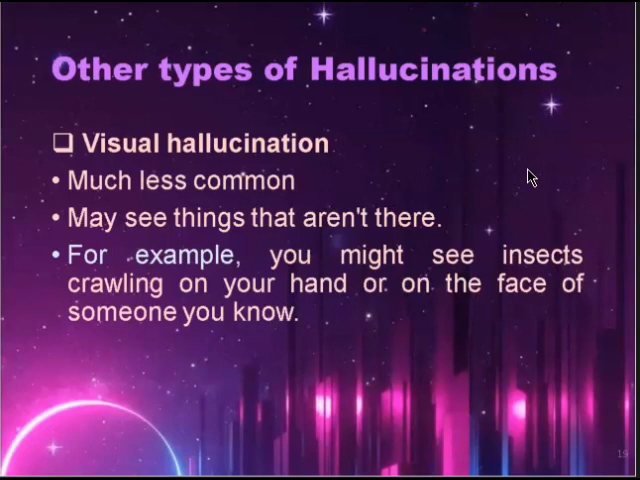 Other types of Hallucinations
❑ Visual hallucination
• Much less common
• May see things that aren't there.
• For example, you might see insects
crawling on your hand or on the face of
someone you know.
19